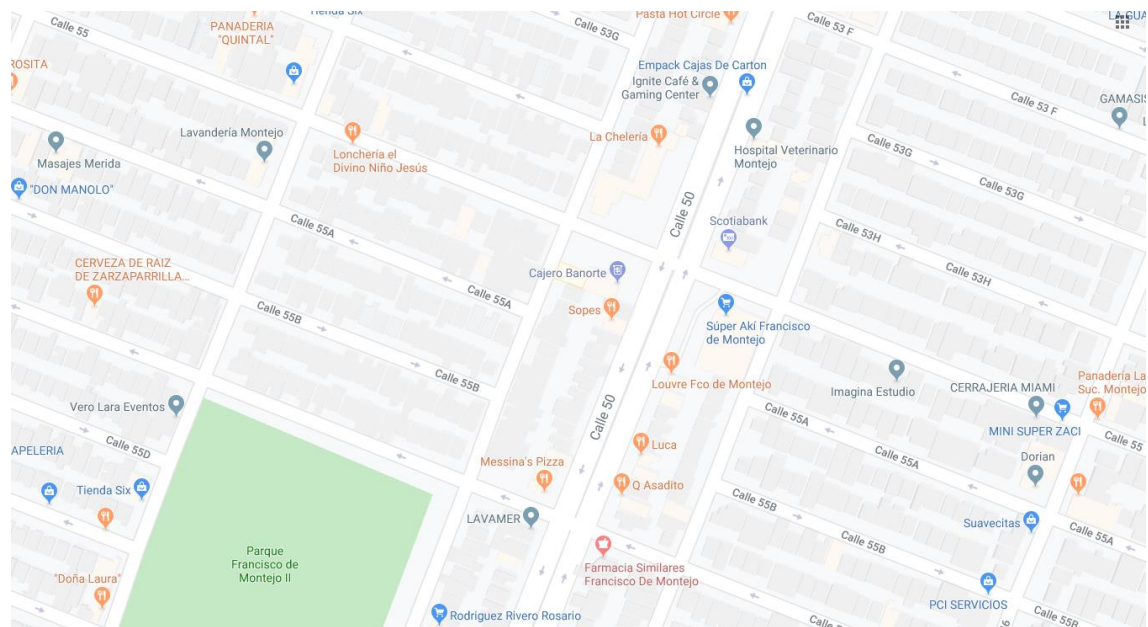 Calle 55
PANADERIA
"QUINTAL"
Tienda Six
Calle 53G
Pasta Hot Circle
Calle 53 F
ROSITA
Empack Cajas De Carton
Ignite Café &
Gaming Center
Calle 53 F
GAMASIS
Lavandería Montejo
La Chelería
Calle 53G
Masajes Merida
Lonchería el
Divino Niño Jesús
Hospital Veterinario
Montejo
"DON MANOLO"
Calle 53G
Calle 50
Scotiabank
Calle 55A
Calle 53H
CERVEZA DE RAIZ
DE ZARZAPARRILLA...
Cajero Banorte
Calle 53H
Calle 55A
Calle 55B
Sopes
Súper Akí Francisco
de Montejo
Calle 55B
Louvre Fco de Montejo
Imagina Estudio
CERRAJERIA MIAMI
Panaderia La
Suc. Montejo
Vero Lara Eventos
Calle 50
Calle 55A
MINI SUPER ZACI
Calle 55
Calle 55D
APELERIA
Luca
Calle 55A
Dorian
Messina's Pizza
Tienda Six
Q Asadito
Calle 55B
LAVAMER
Suavecitas
Calle 55A
Calle 55B
Parque
Francisco de
Montejo II
Farmacia Similares
Francisco De Montejo
"Doña Laura"
PCI SERVICIOS
Rodriguez Rivero Rosario
Calle 55B